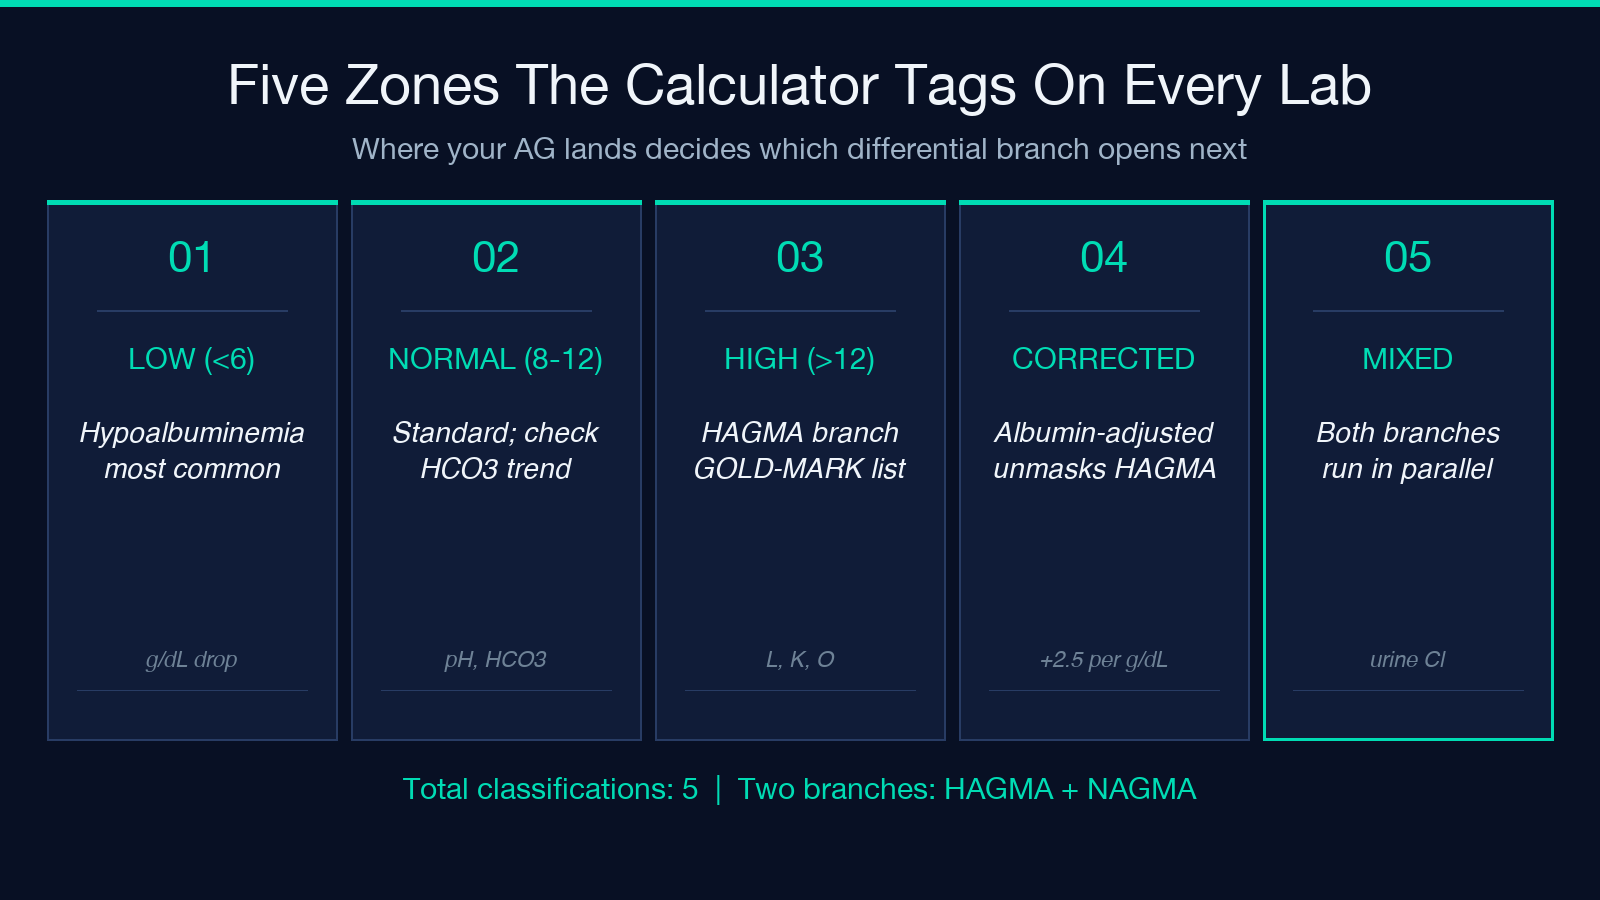 Five Zones The Calculator Tags On Every Lab
Where your AG lands decides which differential branch opens next
01
LOW (<6)
Hypoalbuminemia
most common
g/dL drop
02
NORMAL (8-12)
Standard; check
HCO3 trend
pH, HCO3
03
HIGH (>12)
HAGMA branch
GOLD-MARK list
L, K, O
04
CORRECTED
Albumin-adjusted
unmasks HAGMA
+2.5 per g/dL
05
MIXED
Both branches
run in parallel
urine Cl
Total classifications: 5 | Two branches: HAGMA + NAGMA